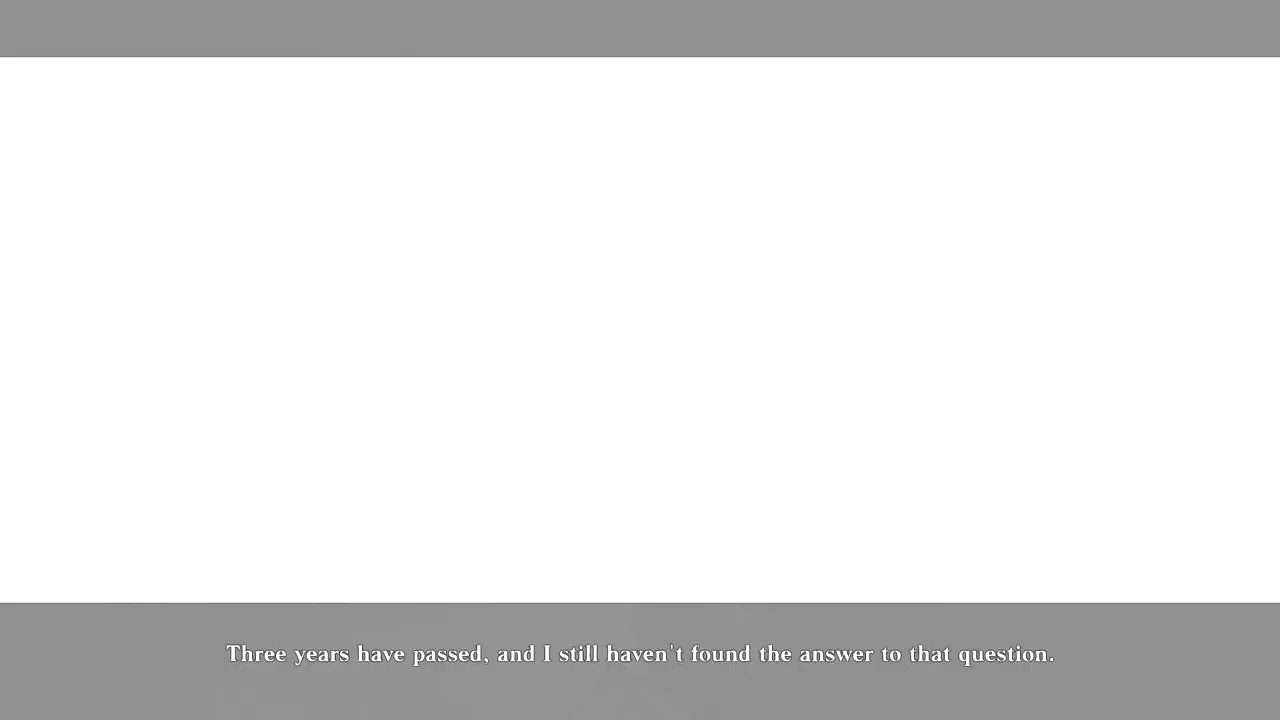 Three years have passed, and I still haven't found the answer to that question.